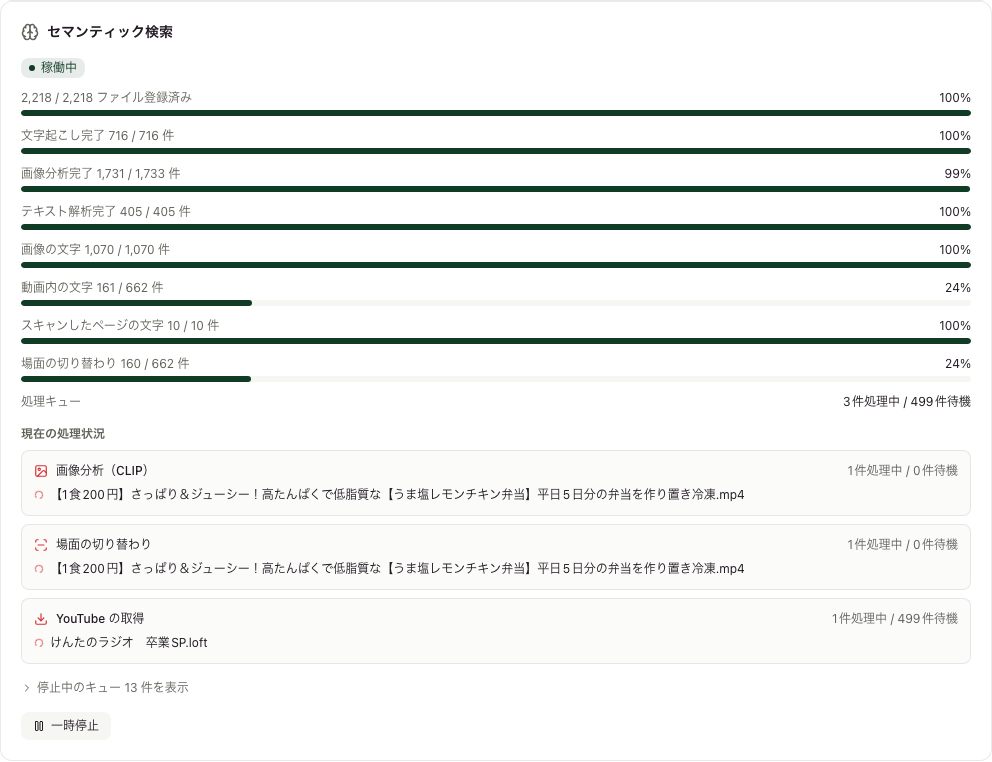 セマンティック検索
稼働中
2,218 / 2,218 ファイル登録済み 100%
文字起こし完了 716 / 716 件 100%
画像分析完了 1,731 / 1,733 件 99%
テキスト解析完了 405 / 405 件 100%
画像の文字 1,070 / 1,070 件 100%
動画内の文字 161 / 662 件 24%
スキャンしたページの文字 10 / 10 件 100%
場面の切り替わり 160 / 662 件 24%
処理キュー 3件処理中 / 499件待機
現在の処理状況
画像分析（CLIP） 1件処理中 / 0件待機
【1食200円】さっぱり＆ジューシー！高たんぱくで低脂質な【うま塩レモンチキン弁当】平日5日分の弁当を作り置き冷凍.mp4
場面の切り替わり 1件処理中 / 0件待機
【1食200円】さっぱり＆ジューシー！高たんぱくで低脂質な【うま塩レモンチキン弁当】平日5日分の弁当を作り置き冷凍.mp4
YouTube の取得 1件処理中 / 499件待機
けんたのラジオ　卒業SP.loft
停止中のキュー 13 件を表示
一時停止